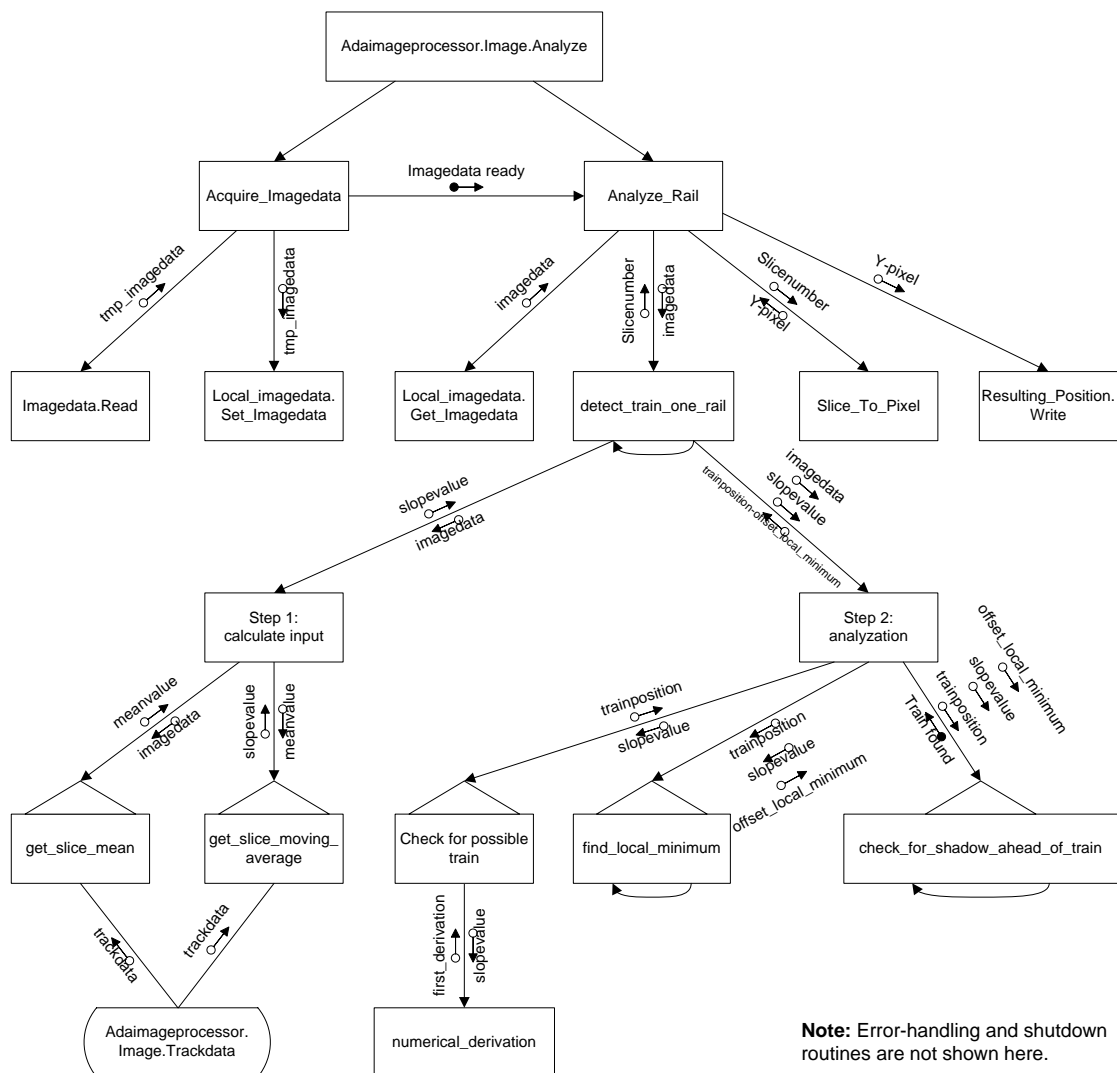 Adaimageprocessor.Image.Analyze
Imagedata ready
Acquire_Imagedata
Analyze_Rail
tmp_imagedata
tmp_imagedata
imagedata
Slicenumber
imagedata
Slicenumber
Y-pixel
Y-pixel
Imagedata.Read
Local_imagedata.
Set_Imagedata
Local_imagedata.
Get_Imagedata
detect_train_one_rail
Slice_To_Pixel
Resulting_Position.
Write
slopevalue
imagedata
imagedata
slopevalue
trainposition-offset_local_minimum
Step 1:
calculate input
Step 2:
analyzation
meanvalue
imagedata
slopevalue
meanvalue
trainposition
slopevalue
trainposition
slopevalue
offset_local_minimum
offset_local_minimum
slopevalue
trainposition
Train found
get_slice_mean
get_slice_moving_
average
Check for possible
train
find_local_minimum
check_for_shadow_ahead_of_train
trackdata
trackdata
first_derivation
slopevalue
Adaimageprocessor.
Image.Trackdata
numerical_derivation
Note: Error-handling and shutdown
routines are not shown here.